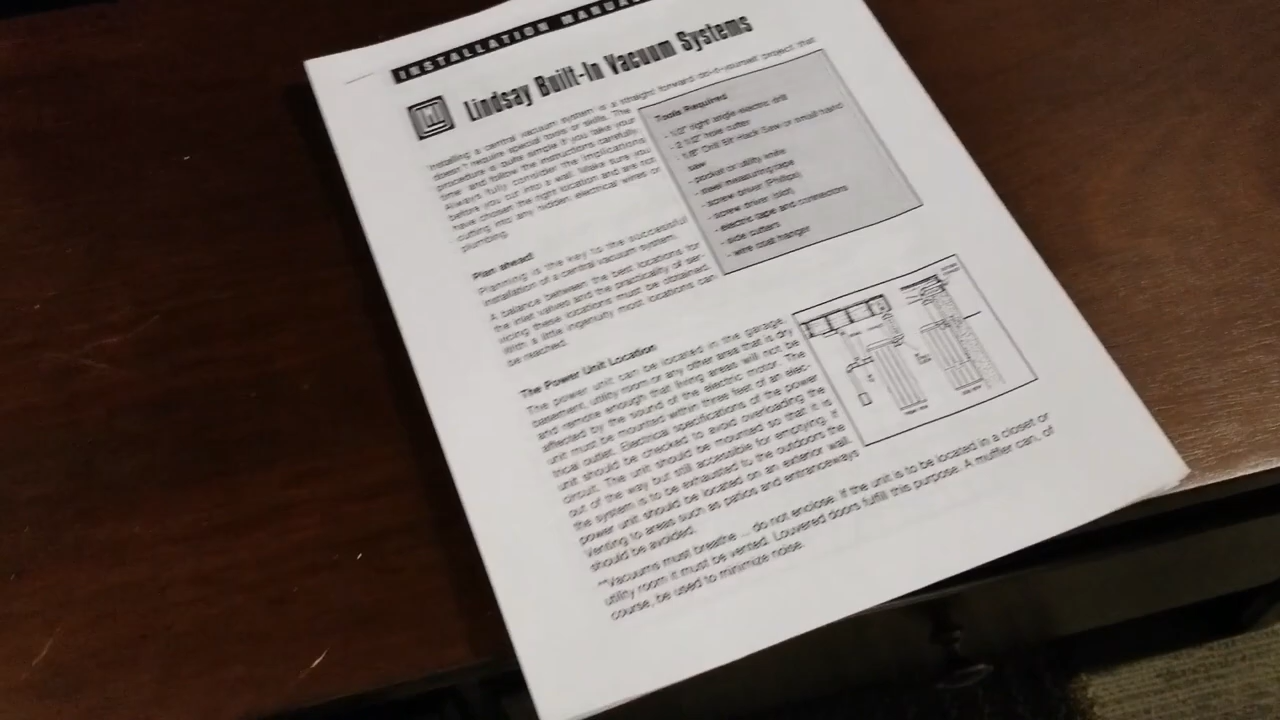 INSTALLATION MANUAL
Lindsay Built-In Vacuum Systems
Installing a central vacuum system is a straight forward do-it-yourself project that
doesn't require special tools or skills. The
procedure is quite simple if you take your
time and follow the instructions carefully.
Always fully consider the implications
before you cut into a wall. Make sure you
have chosen the right location and are not
cutting into any hidden electrical wires or
plumbing.
Tools Required
- 1/2" right angle electric drill
- 2 1/2" hole cutter
- 1/8" Drill Bit Hack Saw or small hand
saw
- pocket or utility knife
- steel measuring tape
- screw driver (Phillips)
- screw driver (slot)
- electric tape and connectors
- side cutters
- wire coat hanger
Plan ahead!
Planning is the key to the successful
installation of a central vacuum system.
A balance between the best locations for
the inlet valves and the practicality of ser-
vicing these locations must be obtained.
With a little ingenuity most locations can
be reached.
The Power Unit Location
The power unit can be located in the garage,
basement, utility room or any other area that is dry
and remote enough that living areas will not be
affected by the sound of the electric motor. The
unit must be mounted within three feet of an elec-
trical outlet. Electrical specifications of the power
unit should be checked to avoid overloading the
circuit. The unit should be mounted so that it is
out of the way but still accessible for emptying. If
the system is to be exhausted to the outdoors the
power unit should be located on an exterior wall.
Venting to areas such as patios and entranceways
should be avoided.
**Vacuums must breathe ... do not enclose. If the unit is to be located in a closet or
utility room it must be vented. Louvered doors fulfill this purpose. A muffler can, of
course, be used to minimize noise.